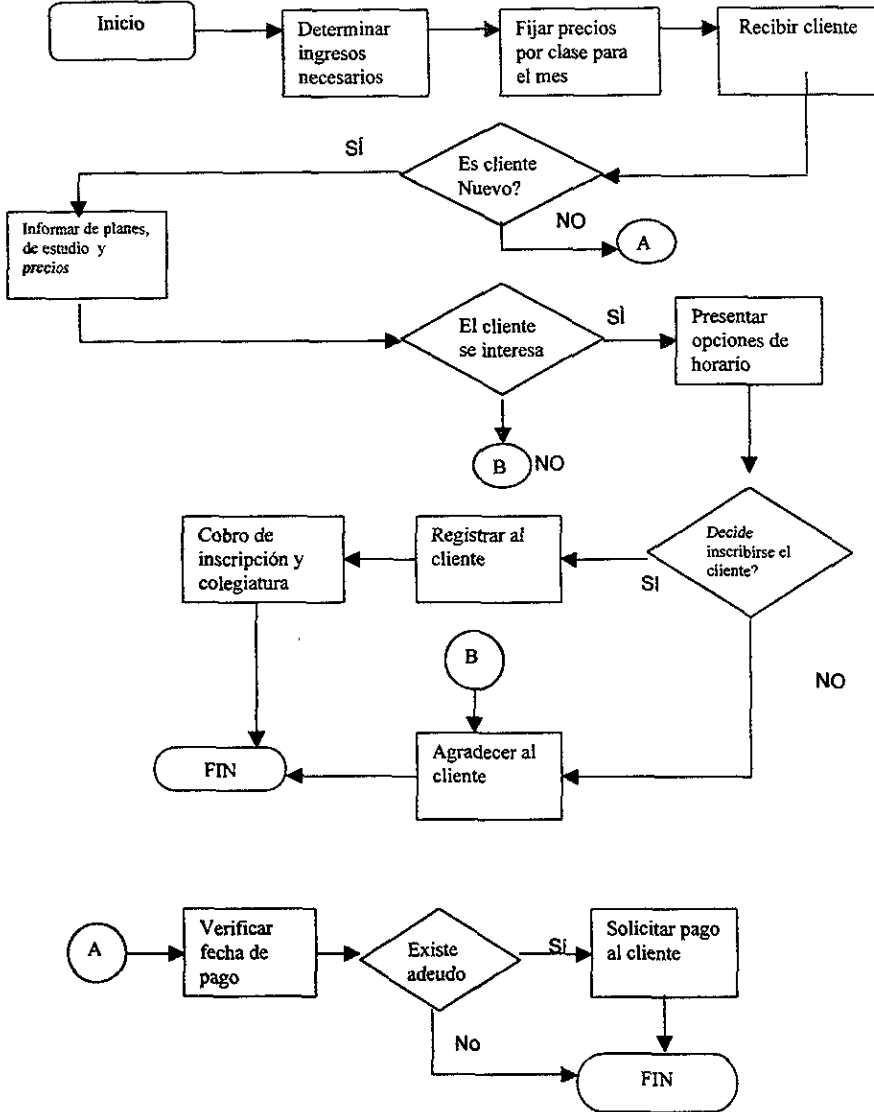 Inicio
Determinar
ingresos
necesarios
Fijar precios
por clase para
el mes
Recibir cliente
SÍ
Es cliente
Nuevo?
NO
A
Informar de planes,
de estudio y
precios
El cliente
se interesa
SÌ
Presentar
opciones de
horario
B
NO
Decide
inscribirse el
cliente?
SI
Registrar al
cliente
Cobro de
inscripción y
colegiatura
B
NO
Agradecer al
cliente
FIN
A
Verificar
fecha de
pago
Existe
adeudo
Sí
Solicitar pago
al cliente
No
FIN